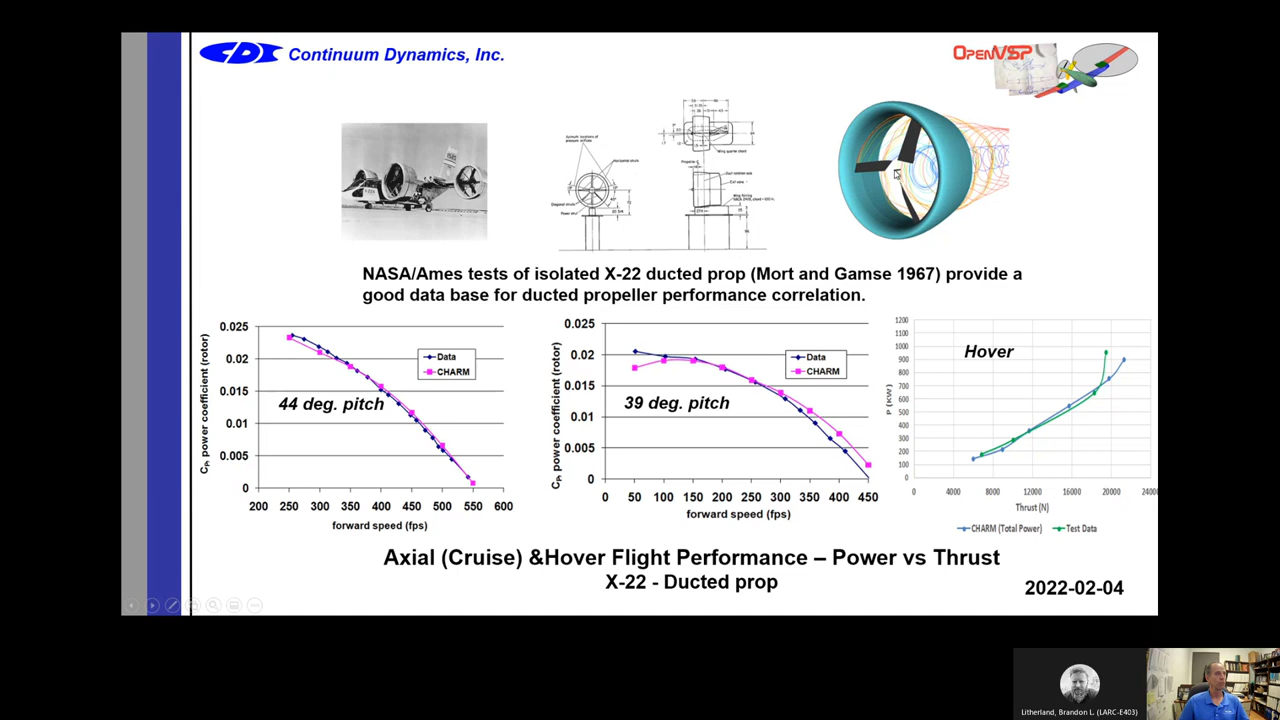 Continuum Dynamics, Inc.
OPENVSP
NASA/Ames tests of isolated X-22 ducted prop (Mort and Gamse 1967) provide a
good data base for ducted propeller performance correlation.
0.025
0.02
0.015
0.01
0.005
0
200 250 300 350 400 450 500 550 600
forward speed (fps)
CP, power coefficient (rotor)
Data
CHARM
44 deg. pitch
0.025
0.02
0.015
0.01
0.005
0
0 50 100 150 200 250 300 350 400 450
forward speed (fps)
CP, power coefficient (rotor)
Data
CHARM
39 deg. pitch
1200
1100
1000
900
800
700
600
500
400
300
200
100
0
0 4000 8000 12000 16000 20000 24000
Thrust (N)
P (KW)
Hover
CHARM (Total Power) Test Data
Axial (Cruise) &Hover Flight Performance – Power vs Thrust
X-22 - Ducted prop
2022-02-04
Litherland, Brandon L. (LARC-E403)